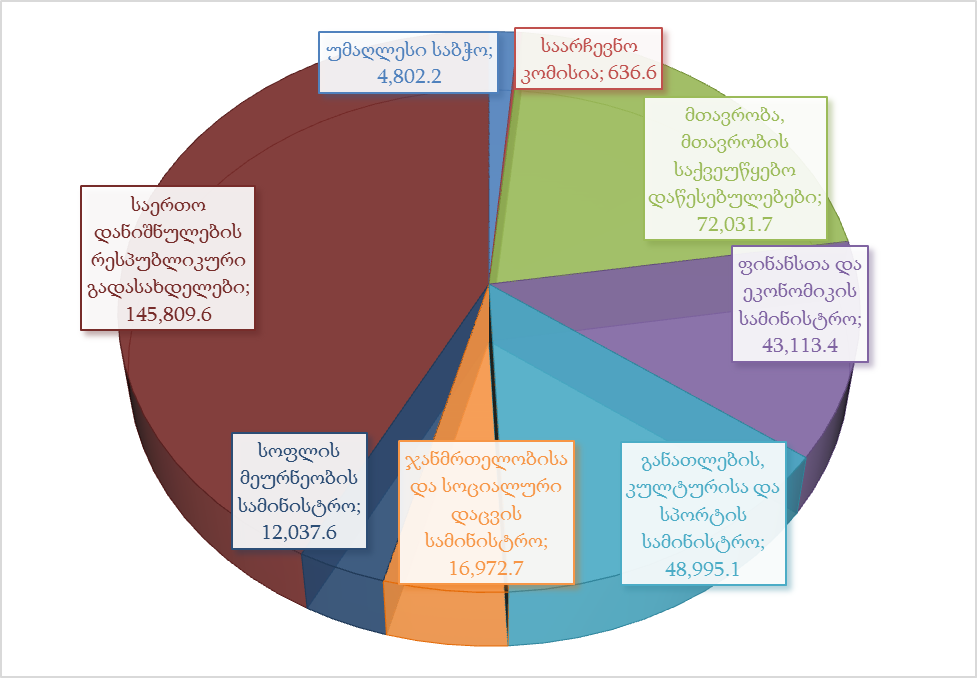 უმაღლესი საბჭო;
4,802.2
საარჩევნო
კომისია; 636.6
მთავრობა,
მთავრობის
საქვეუწყებო
დაწესებულებები;
72,031.7
ფინანსთა და
ეკონომიკის
სამინისტრო;
43,113.4
განათლების,
კულტურისა და
სპორტის
სამინისტრო;
48,995.1
ჯანმრთელობისა
და სოციალური
დაცვის
სამინისტრო;
16,972.7
სოფლის
მეურნეობის
სამინისტრო;
12,037.6
საერთო
დანიშნულების
რესპუბლიკური
გადასახდელები;
145,809.6